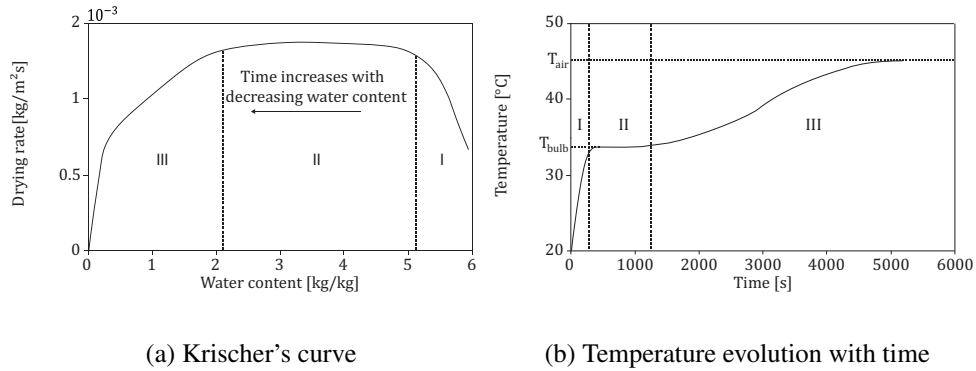 2
10⁻³
Drying rate[kg/m²s]
1
0.5
0
Time increases with
decreasing water content
III
II
I
0
1
2
3
4
5
6
Water content [kg/kg]
(a) Krischer's curve
50
T_air
40
Temperature [°C]
T_bulb
30
20
I
II
III
0
1000
2000
3000
4000
5000
6000
Time [s]
(b) Temperature evolution with time